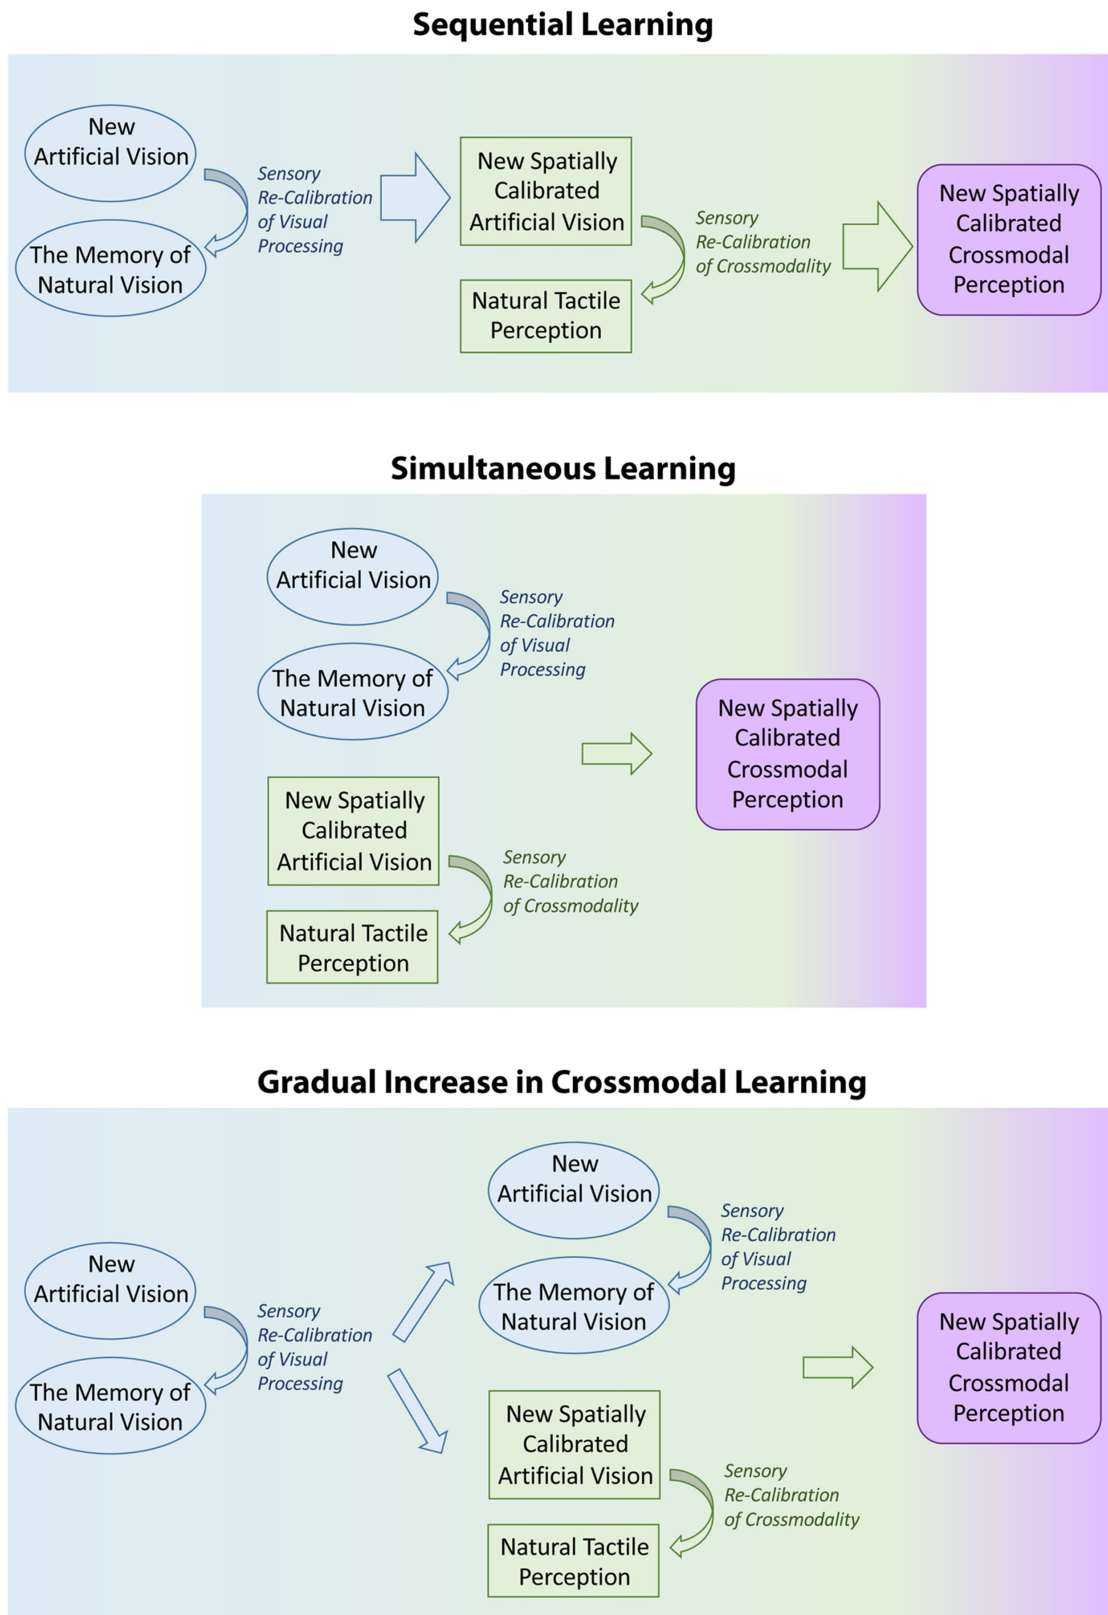 Sequential Learning
New
Artificial Vision
The Memory of
Natural Vision
Sensory
Re-Calibration
of Visual
Processing
New Spatially
Calibrated
Artificial Vision
Natural Tactile
Perception
Sensory
Re-Calibration
of Crossmodality
New Spatially
Calibrated
Crossmodal
Perception
Simultaneous Learning
New
Artificial Vision
The Memory of
Natural Vision
Sensory
Re-Calibration
of Visual
Processing
New Spatially
Calibrated
Artificial Vision
Natural Tactile
Perception
Sensory
Re-Calibration
of Crossmodality
New Spatially
Calibrated
Crossmodal
Perception
Gradual Increase in Crossmodal Learning
New
Artificial Vision
The Memory of
Natural Vision
Sensory
Re-Calibration
of Visual
Processing
New
Artificial Vision
The Memory of
Natural Vision
Sensory
Re-Calibration
of Visual
Processing
New Spatially
Calibrated
Artificial Vision
Natural Tactile
Perception
Sensory
Re-Calibration
of Crossmodality
New Spatially
Calibrated
Crossmodal
Perception